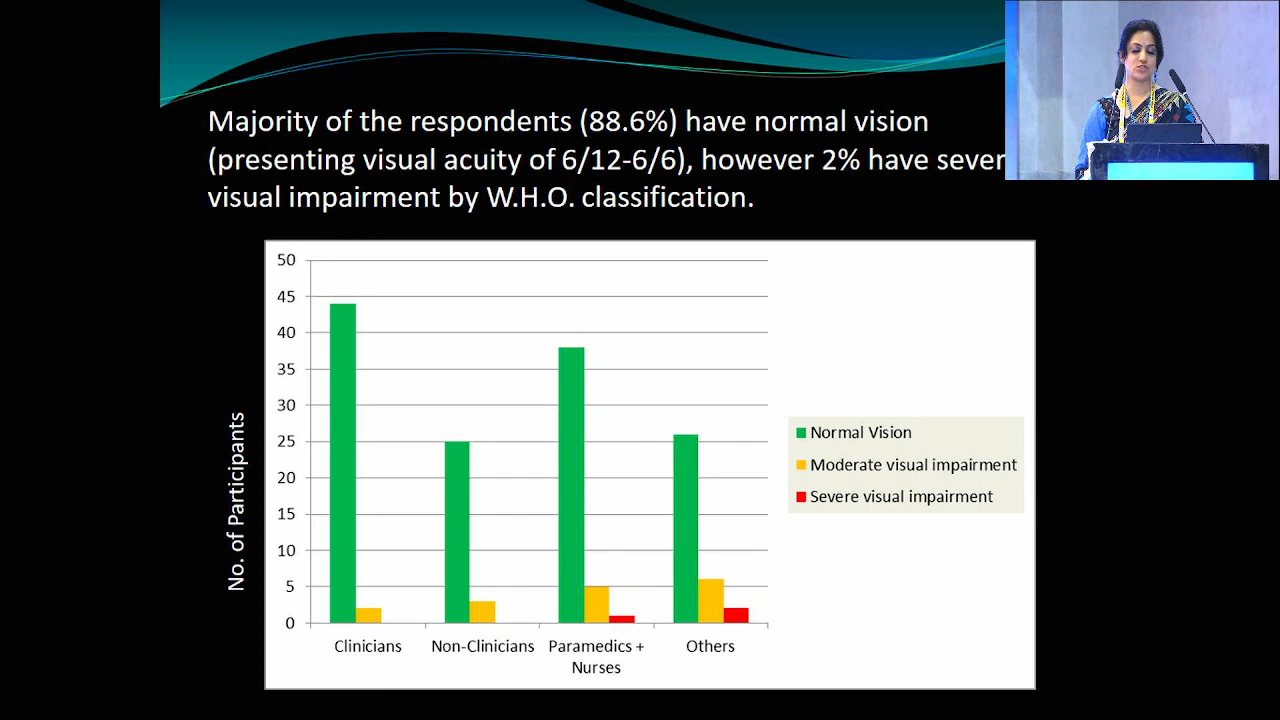 Majority of the respondents (88.6%) have normal vision
(presenting visual acuity of 6/12-6/6), however 2% have
visual impairment by W.H.O. classification.
50
45
40
35
30
25
20
15
10
5
0
No. of Participants
Clinicians
Non-Clinicians
Paramedics +
Nurses
Others
Normal Vision
Moderate visual impairment
Severe visual impairment